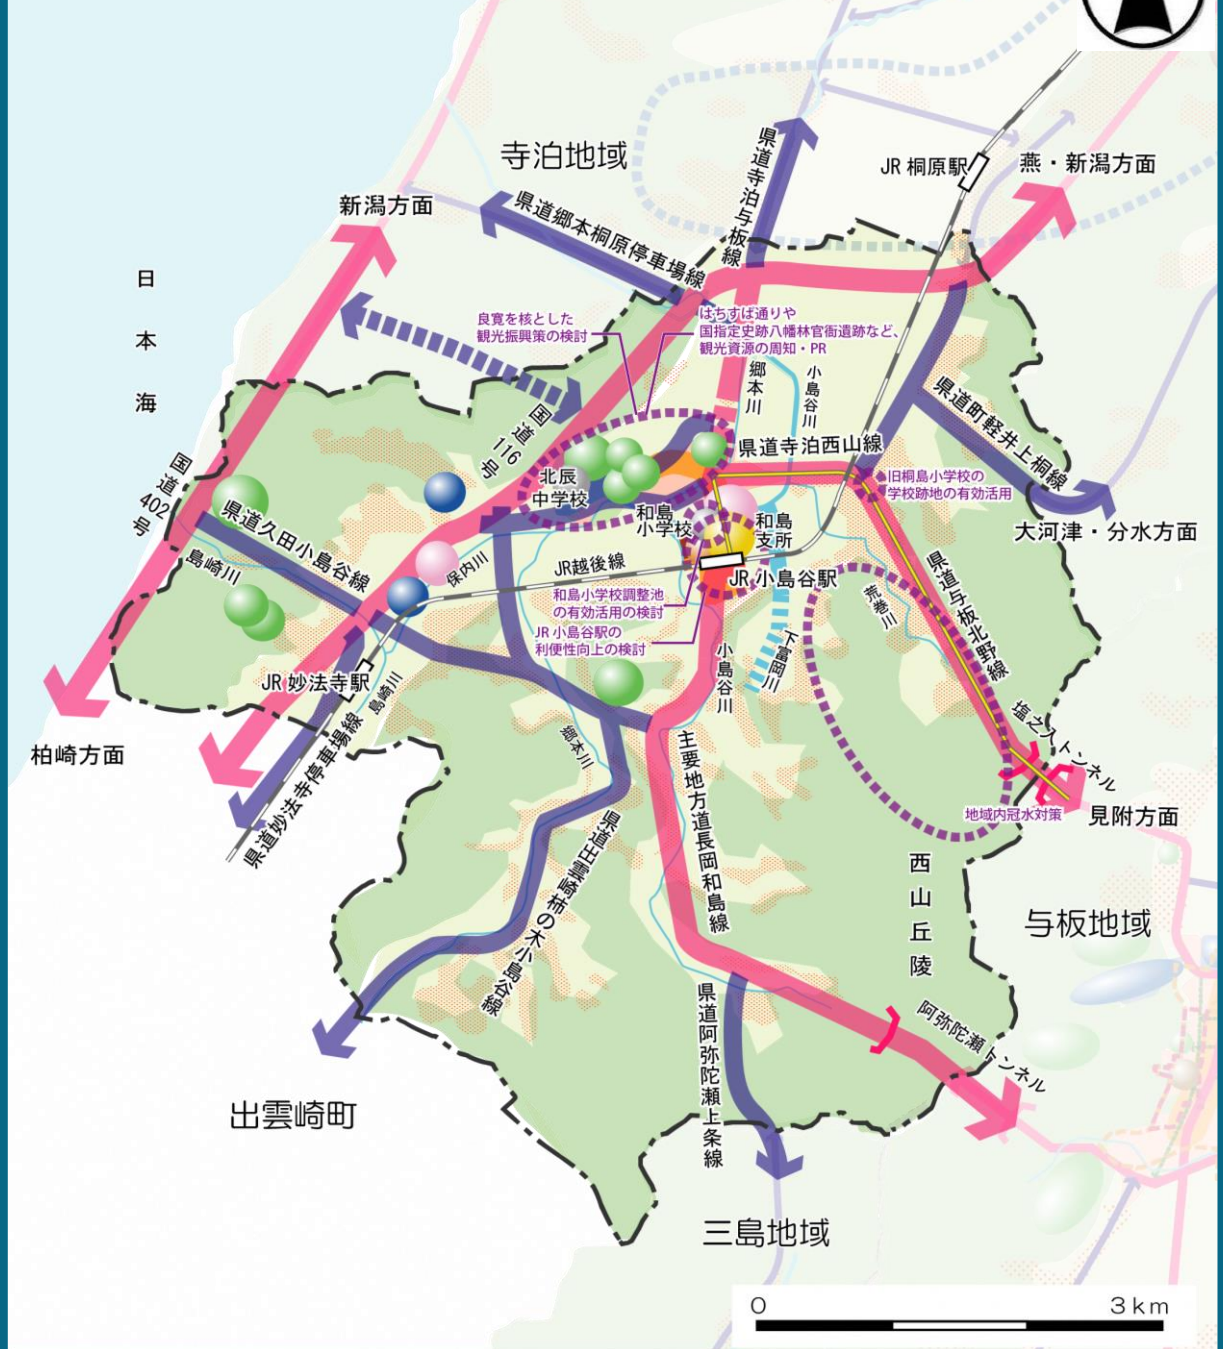 寺泊地域
JR 桐原駅
燕・新潟方面
新潟方面
県道郷本桐原停車場線
県道寺泊与板線
日本海
良寛を核とした
観光振興策の検討
はちすば通りや
国指定史跡八幡林官衙遺跡など、
観光資源の周知・PR
郷本川
小島谷川
国道116号
県道町軽井上桐線
県道寺泊西山線
旧桐島小学校の
学校跡地の有効活用
大河津・分水方面
国道402号
県道久田小島谷線
北辰
中学校
和島
小学校
和島
支所
島崎川
保内川
JR越後線
JR 小島谷駅
県道与板北野線
荒巻川
和島小学校調整池
の有効活用の検討
JR 小島谷駅の
利便性向上の検討
下富岡川
小島谷川
JR 妙法寺駅
島崎川
塩之入トンネル
柏崎方面
県道妙法寺停車場線
主要地方道長岡和島線
地域内冠水対策
見附方面
県道出雲崎柿の木小島谷線
西山丘陵
与板地域
県道阿弥陀瀬上条線
阿弥陀瀬トンネル
出雲崎町
三島地域
0
3km